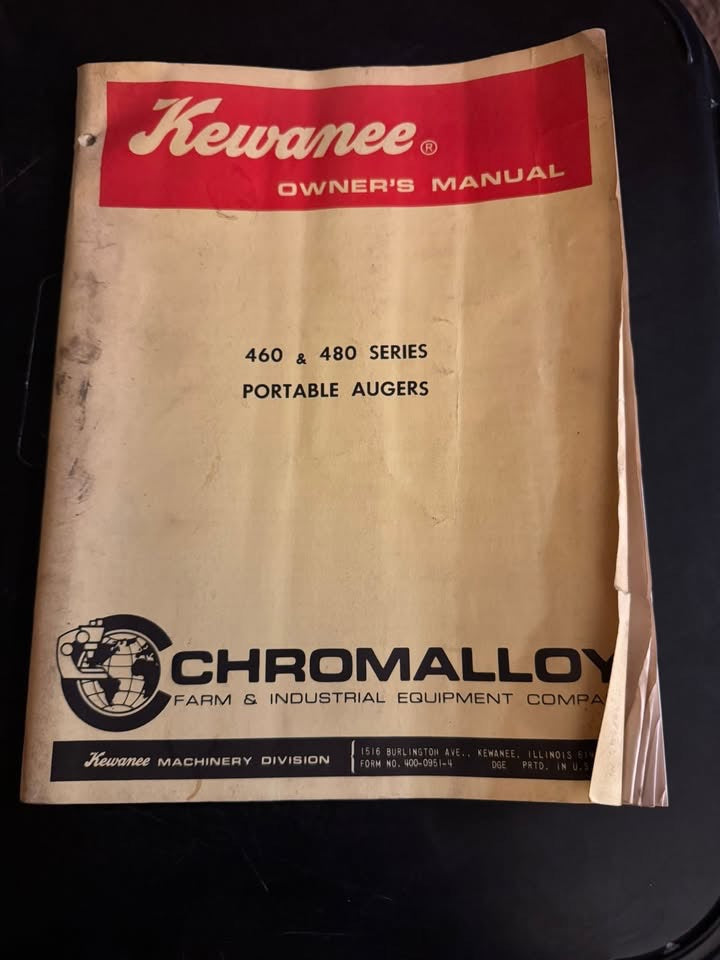 Kewanee®
OWNER'S MANUAL
460 & 480 SERIES
PORTABLE AUGERS
CHROMALLOY
FARM & INDUSTRIAL EQUIPMENT
Kewanee MACHINERY DIVISION
1516 BURLINGTON AVE., KEWANEE, ILLINOIS
FORM NO. 400-0951-4 DGE PRTD. IN U.S.